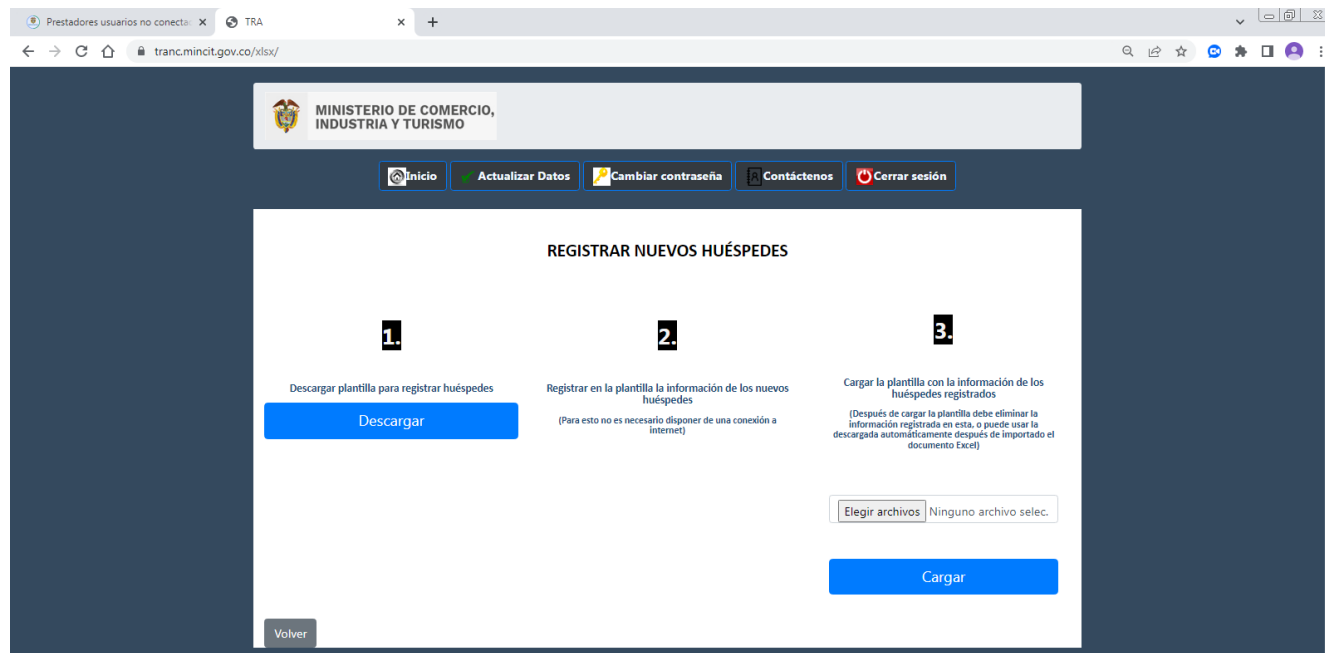 Prestadores usuarios no conecta
TRA
tranc.mincit.gov.co/xlsx/
MINISTERIO DE COMERCIO,
INDUSTRIA Y TURISMO
Inicio
Actualizar Datos
Cambiar contraseña
Contáctenos
Cerrar sesión
REGISTRAR NUEVOS HUÉSPEDES
1.
Descargar plantilla para registrar huéspedes
Descargar
2.
Registrar en la plantilla la información de los nuevos
huéspedes
(Para esto no es necesario disponer de una conexión a
internet)
3.
Cargar la plantilla con la información de los
huéspedes registrados
(Después de cargar la plantilla debe eliminar la
información registrada en esta, o puede usar la
descargada automáticamente después de importado el
documento Excel)
Elegir archivos Ninguno archivo selec.
Cargar
Volver